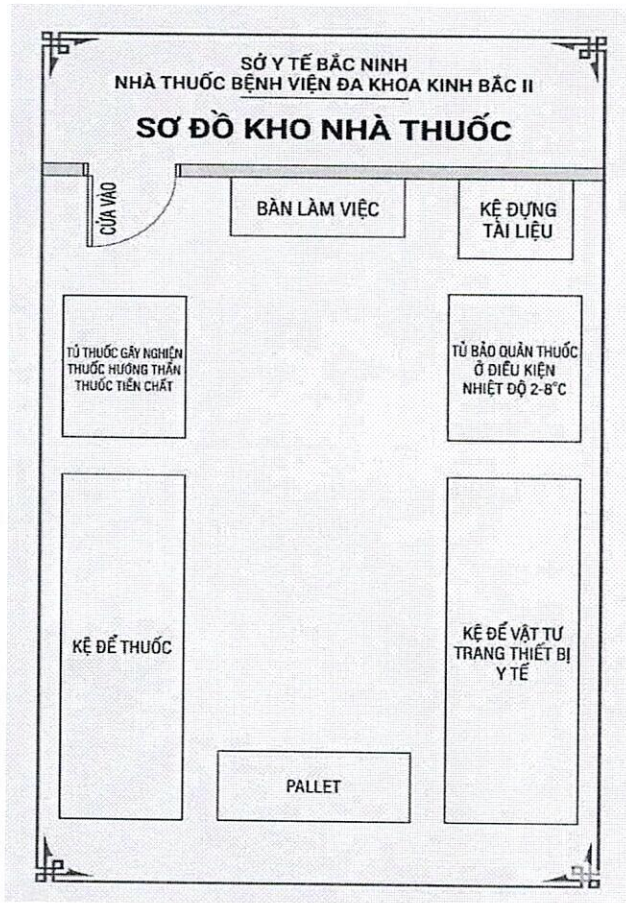 SỞ Y TẾ BẮC NINH
NHÀ THUỐC BỆNH VIỆN ĐA KHOA KINH BẮC II
SƠ ĐỒ KHO NHÀ THUỐC
CỬA VÀO
BÀN LÀM VIỆC
KỆ ĐỰNG
TÀI LIỆU
TỦ THUỐC GÂY NGHIỆN
THUỐC HƯỚNG THẦN
THUỐC TIỀN CHẤT
TỦ BẢO QUẢN THUỐC
Ở ĐIỀU KIỆN
NHIỆT ĐỘ 2-8°C
KỆ ĐỂ THUỐC
KỆ ĐỂ VẬT TƯ
TRANG THIẾT BỊ
Y TẾ
PALLET